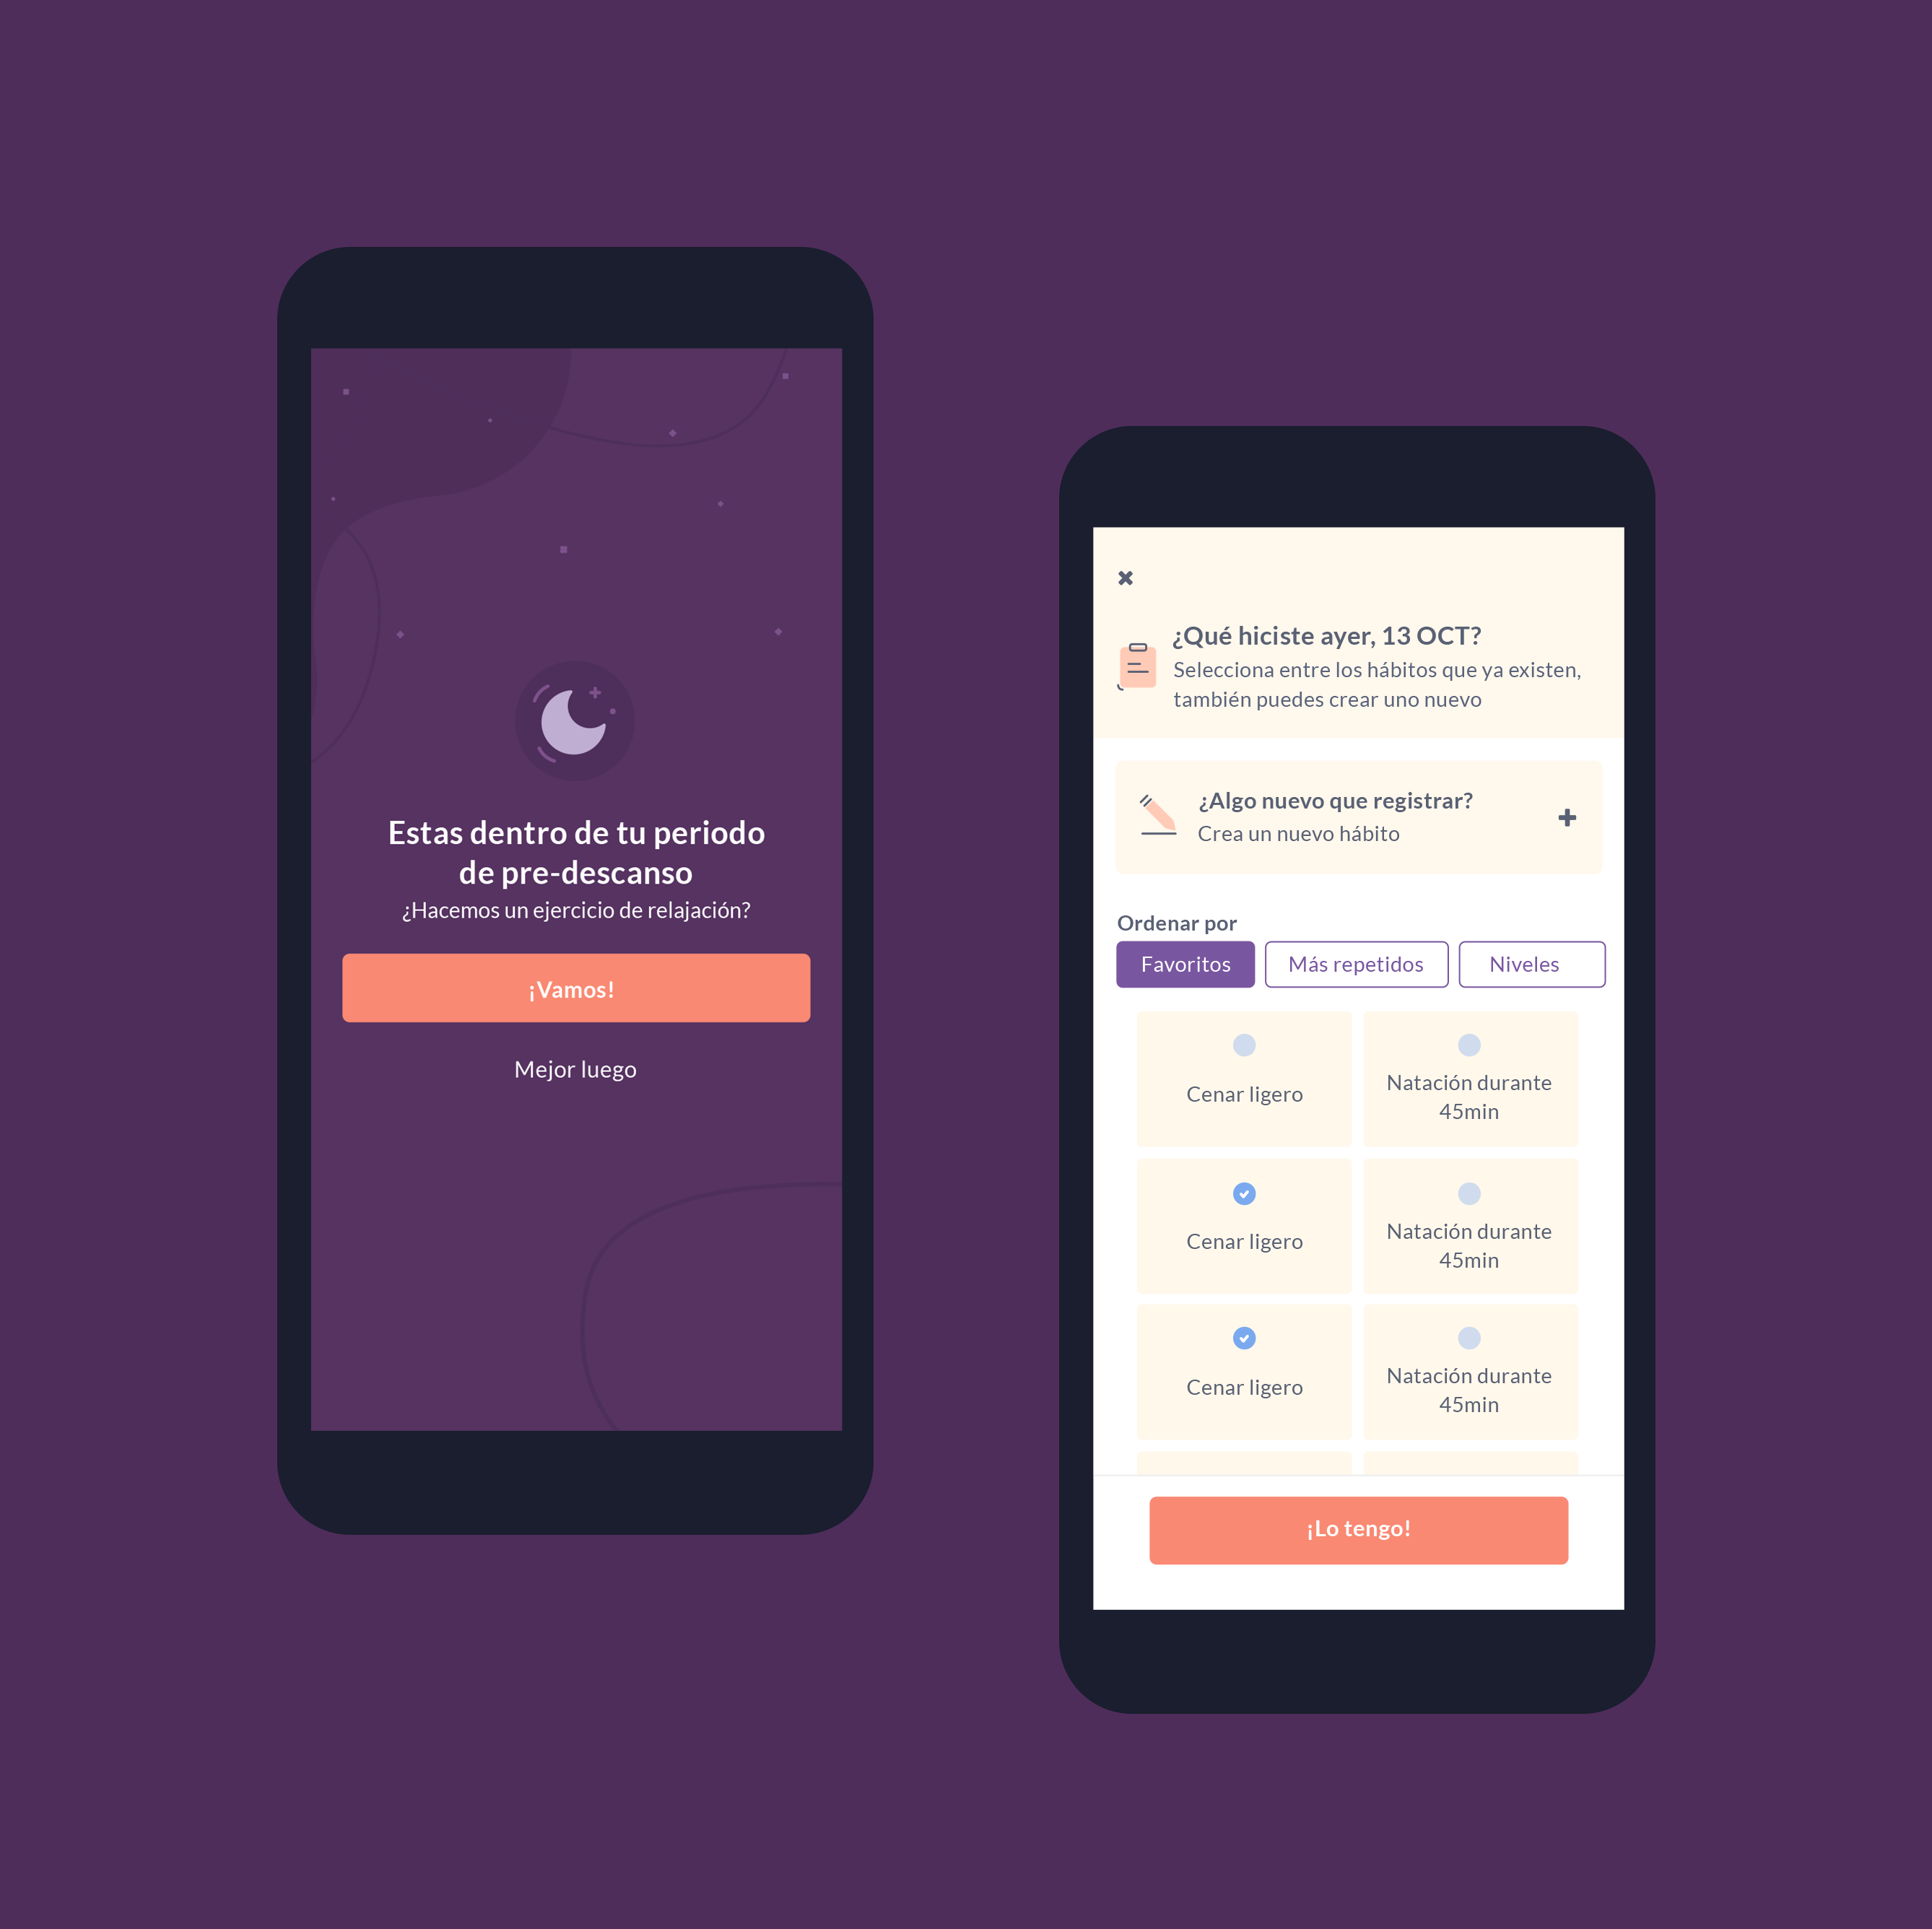 Estas dentro de tu periodo
de pre-descanso
¿Hacemos un ejercicio de relajación?
¡Vamos!
Mejor luego
¿Qué hiciste ayer, 13 OCT?
Selecciona entre los hábitos que ya existen,
también puedes crear uno nuevo
¿Algo nuevo que registrar?
Crea un nuevo hábito
Ordenar por
Favoritos
Más repetidos
Niveles
Cenar ligero
Natación durante
45min
Cenar ligero
Natación durante
45min
Cenar ligero
Natación durante
45min
¡Lo tengo!